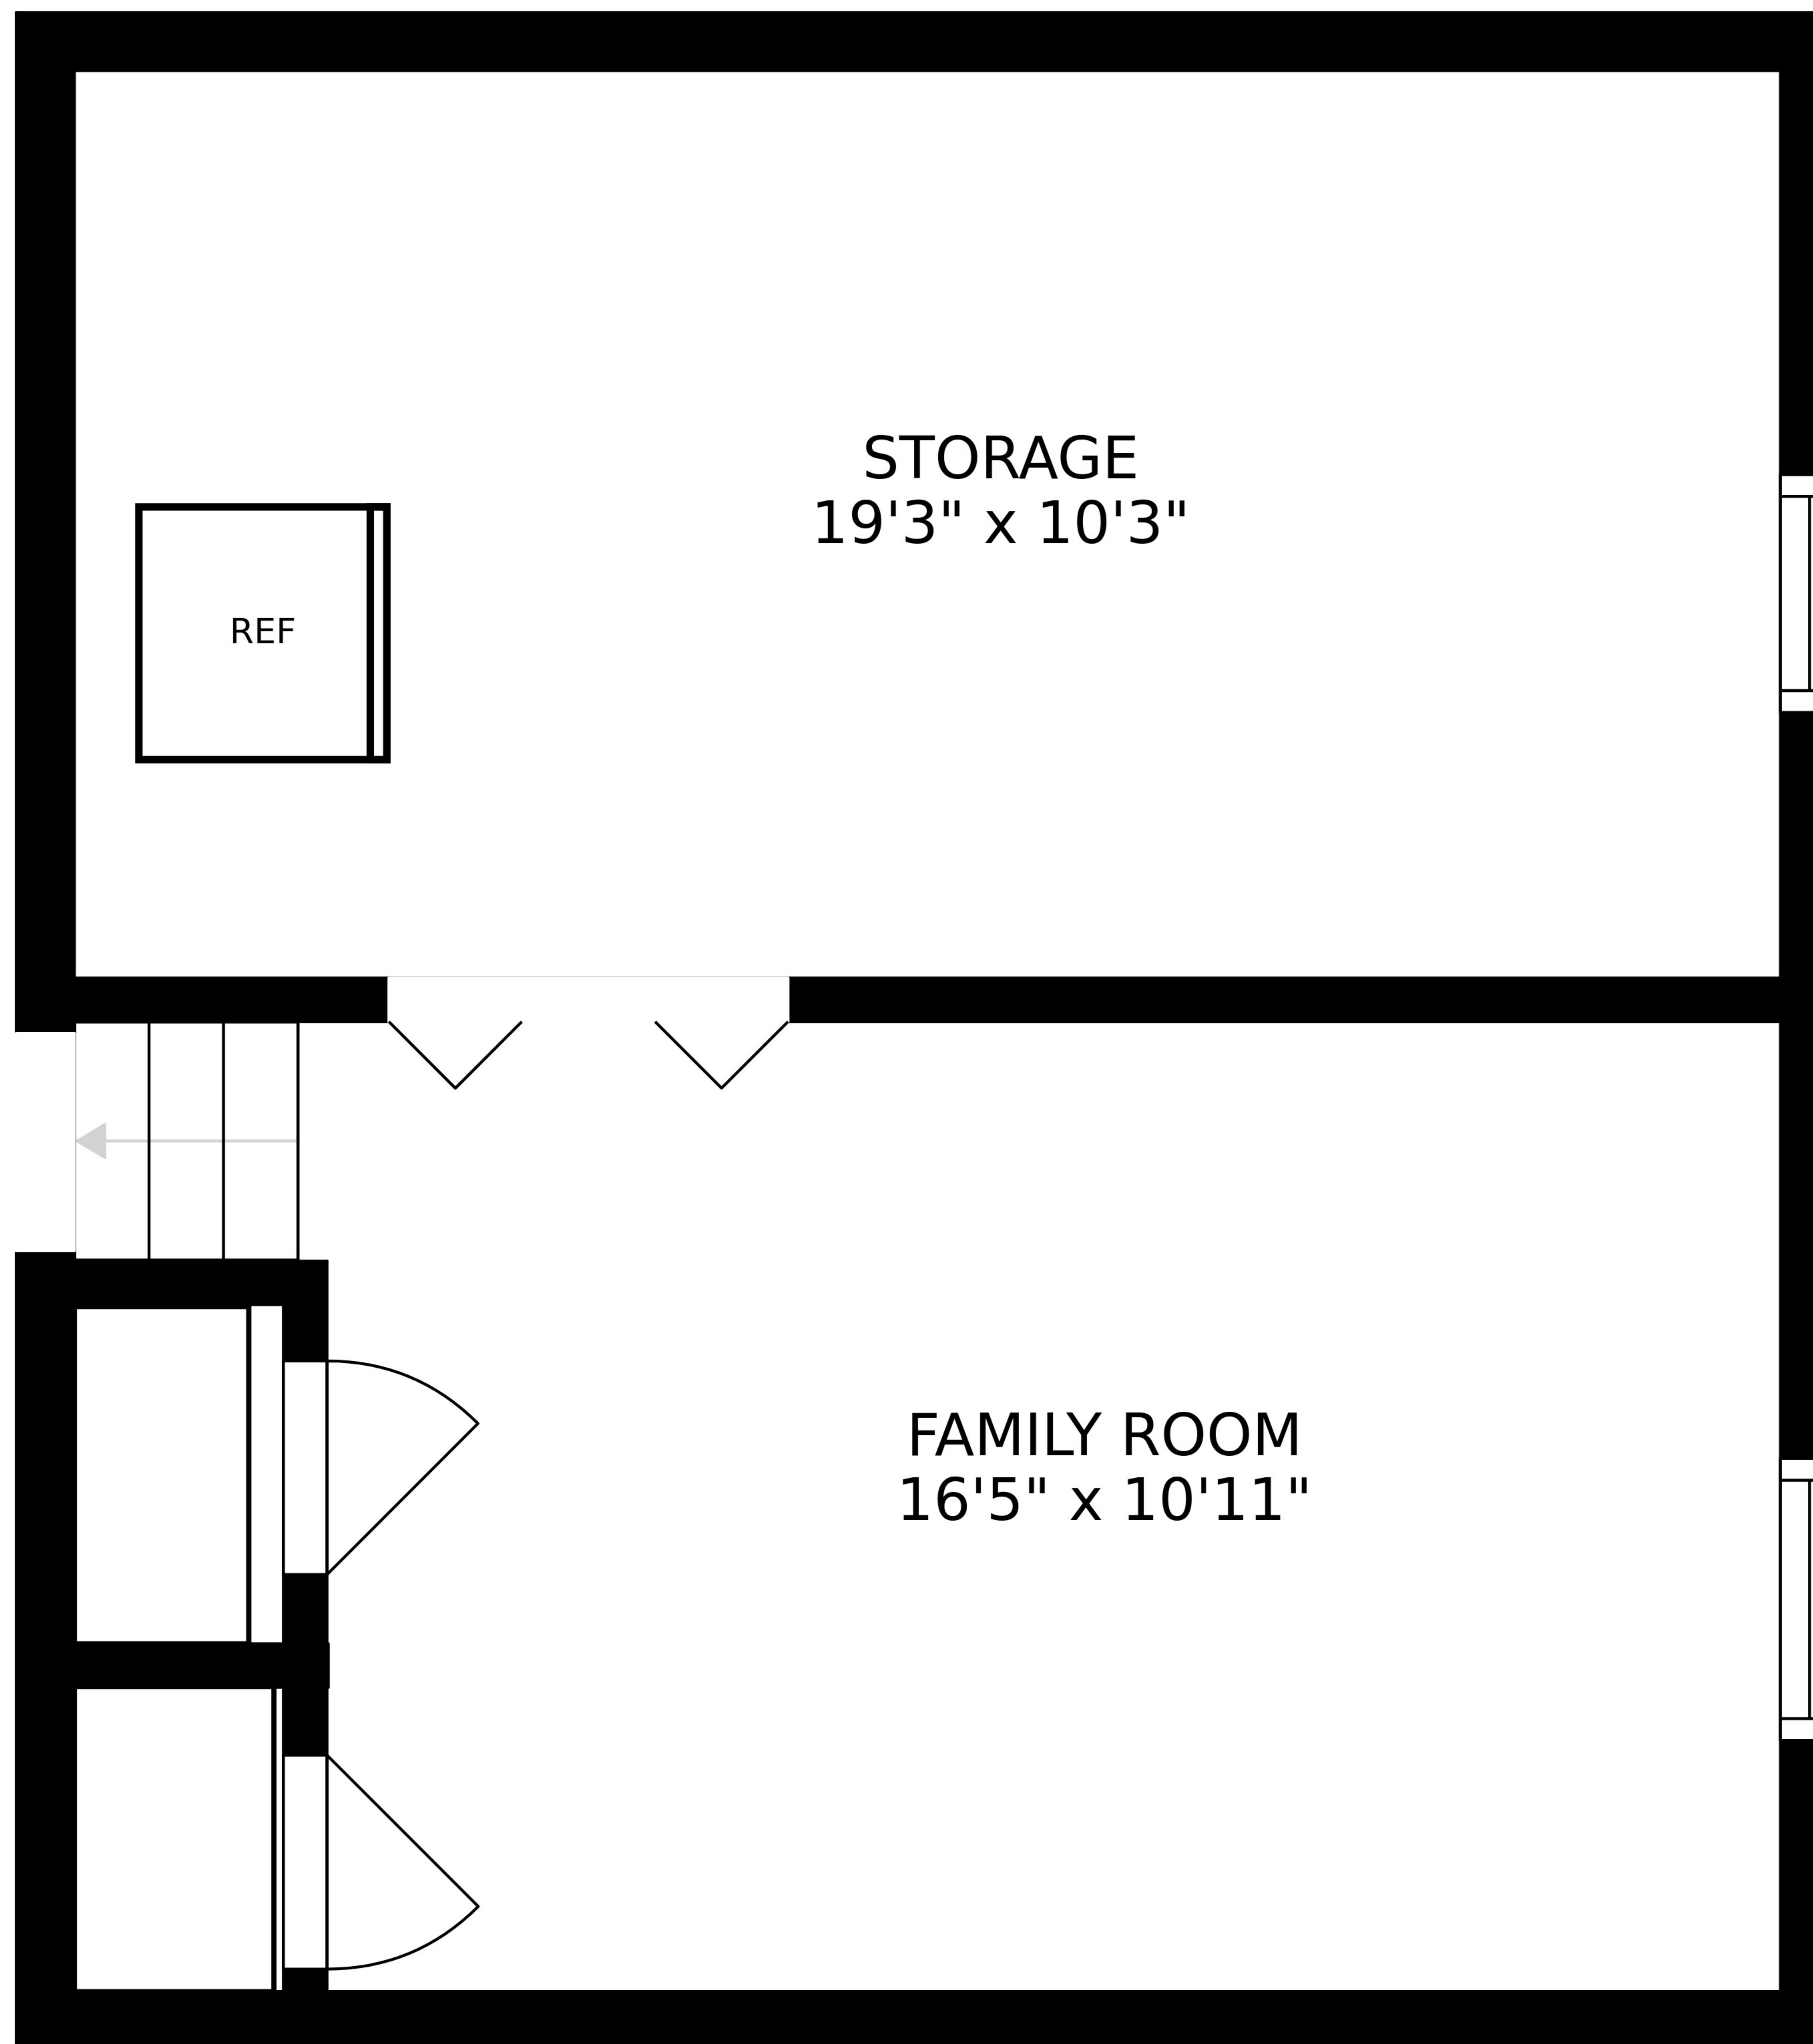 STORAGE
19'3" x 10'3"
REF
FAMILY ROOM
16'5" x 10'11"